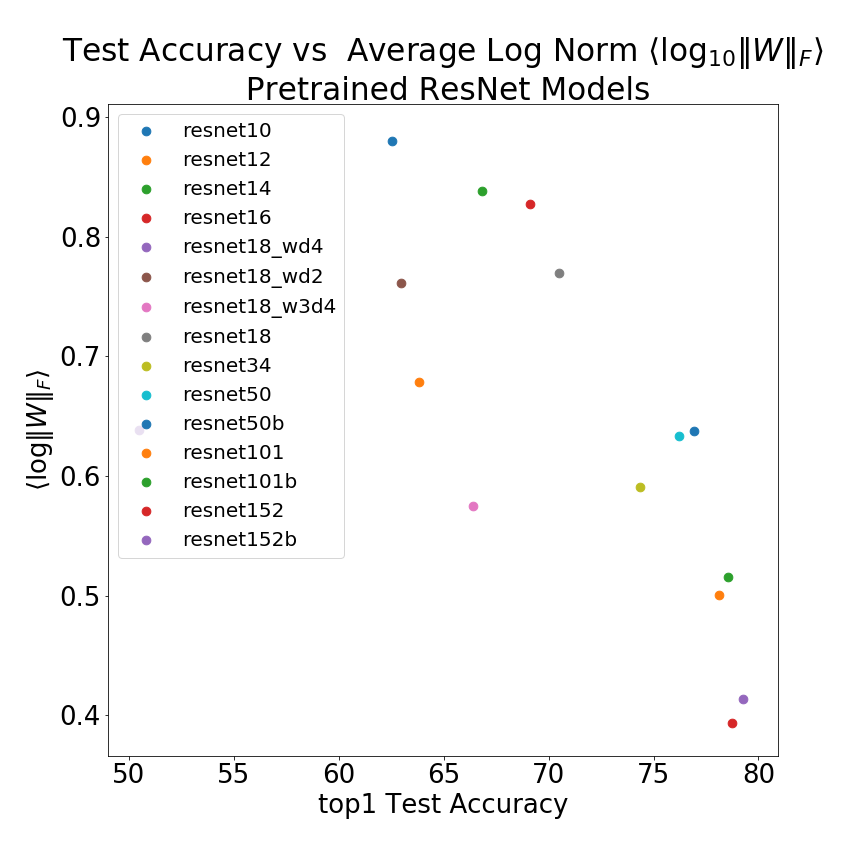 Test Accuracy vs Average Log Norm ⟨log₁₀‖W‖_F⟩
Pretrained ResNet Models
0.9
0.8
0.7
0.6
0.5
0.4
⟨log‖W‖_F⟩
resnet10
resnet12
resnet14
resnet16
resnet18_wd4
resnet18_wd2
resnet18_w3d4
resnet18
resnet34
resnet50
resnet50b
resnet101
resnet101b
resnet152
resnet152b
50 55 60 65 70 75 80
top1 Test Accuracy